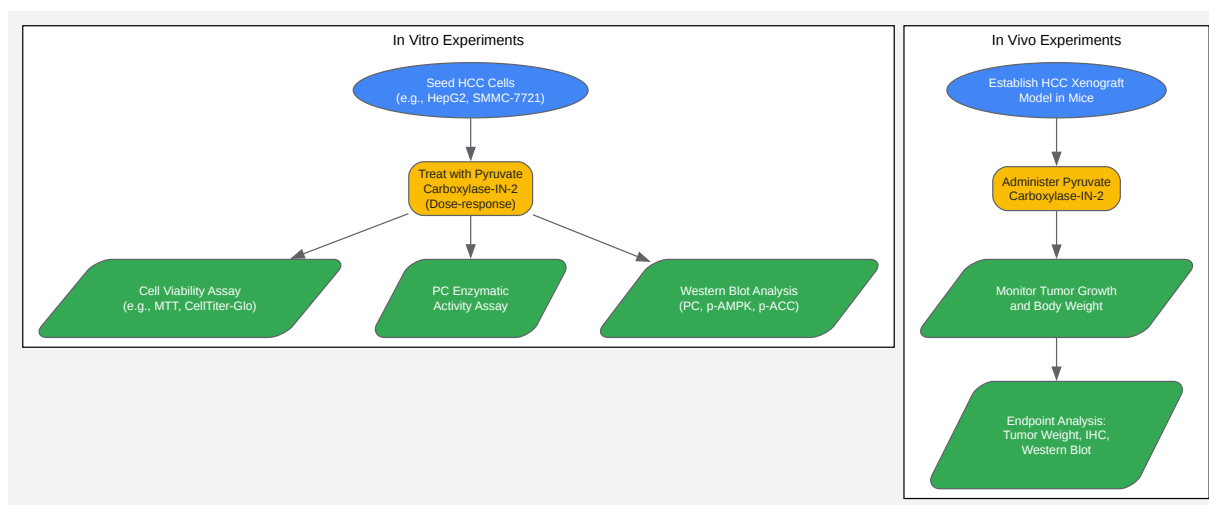 In Vitro Experiments
Seed HCC Cells
(e.g., HepG2, SMMC-7721)
Treat with Pyruvate
Carboxylase-IN-2
(Dose-response)
Cell Viability Assay
(e.g., MTT, CellTiter-Glo)
PC Enzymatic
Activity Assay
Western Blot Analysis
(PC, p-AMPK, p-ACC)
In Vivo Experiments
Establish HCC Xenograft
Model in Mice
Administer Pyruvate
Carboxylase-IN-2
Monitor Tumor Growth
and Body Weight
Endpoint Analysis:
Tumor Weight, IHC,
Western Blot